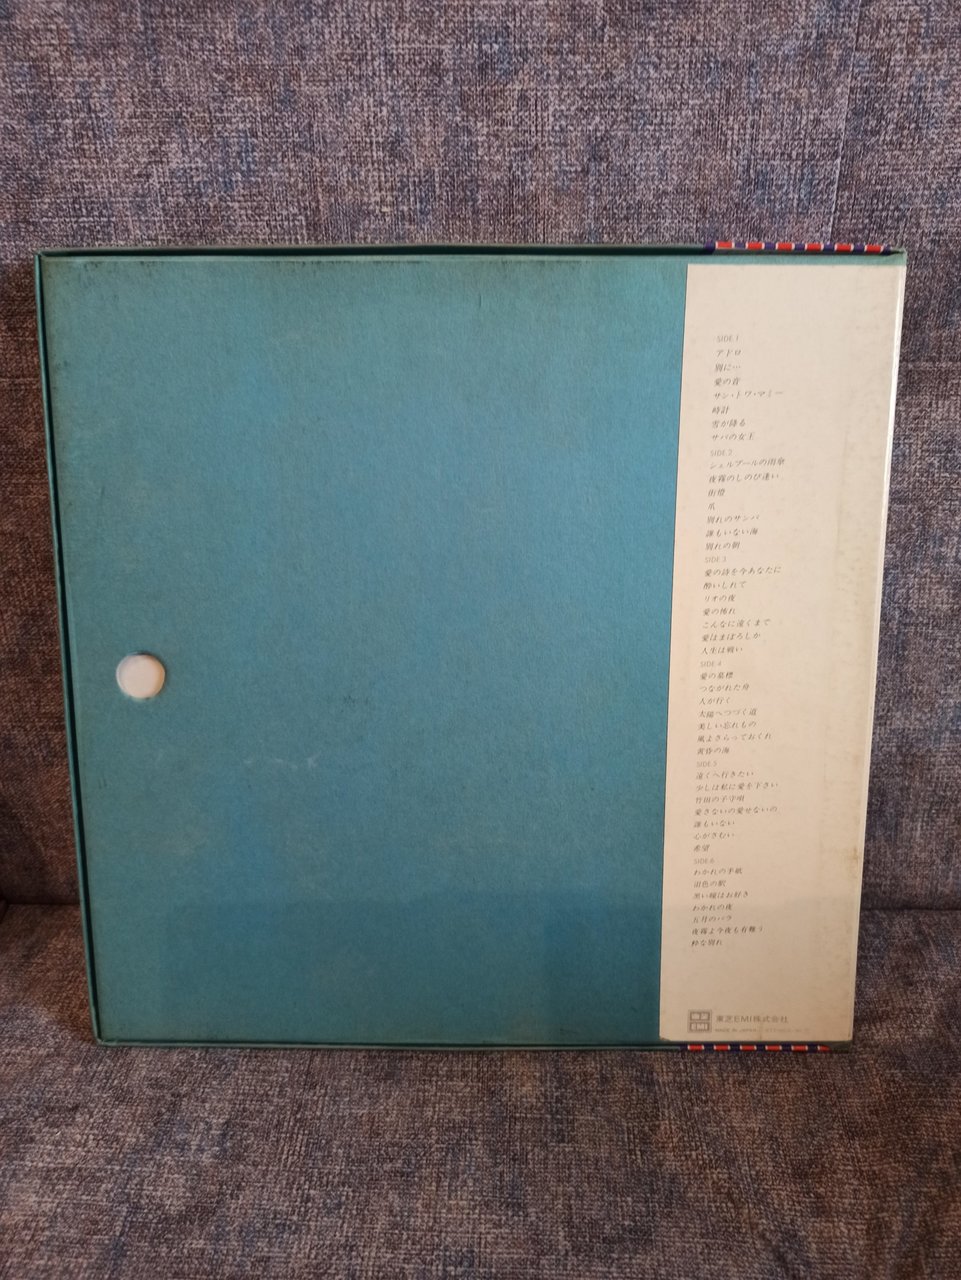 SIDE 1
アドロ
別に…
愛の音
サン・トワ・マミー
時計
雪が降る
サバの女王
SIDE 2
シェルブールの雨傘
夜霧のしのび逢い
街燈
爪
別れのサンバ
誰もいない海
別れの朝
SIDE 3
愛の詩を今あなたに
酔いしれて
リオの夜
愛の怖れ
こんなに遠くまで
愛はまぼろしか
人生は戦い
SIDE 4
愛の墓標
つながれた舟
人が行く
太陽へつづく道
美しい忘れもの
風よさらっておくれ
黄昏の海
SIDE 5
遠くへ行きたい
少しは私に愛を下さい
竹田の子守唄
愛さないの愛せないの
誰もいない
心がさむい
希望
SIDE 6
わかれの手紙
沼色の駅
黒い瞳はお好き
わかれの夜
五月のバラ
夜霧よ今夜も有難う
粋な別れ
東芝
EMI
東芝EMI株式会社
MADE IN JAPAN